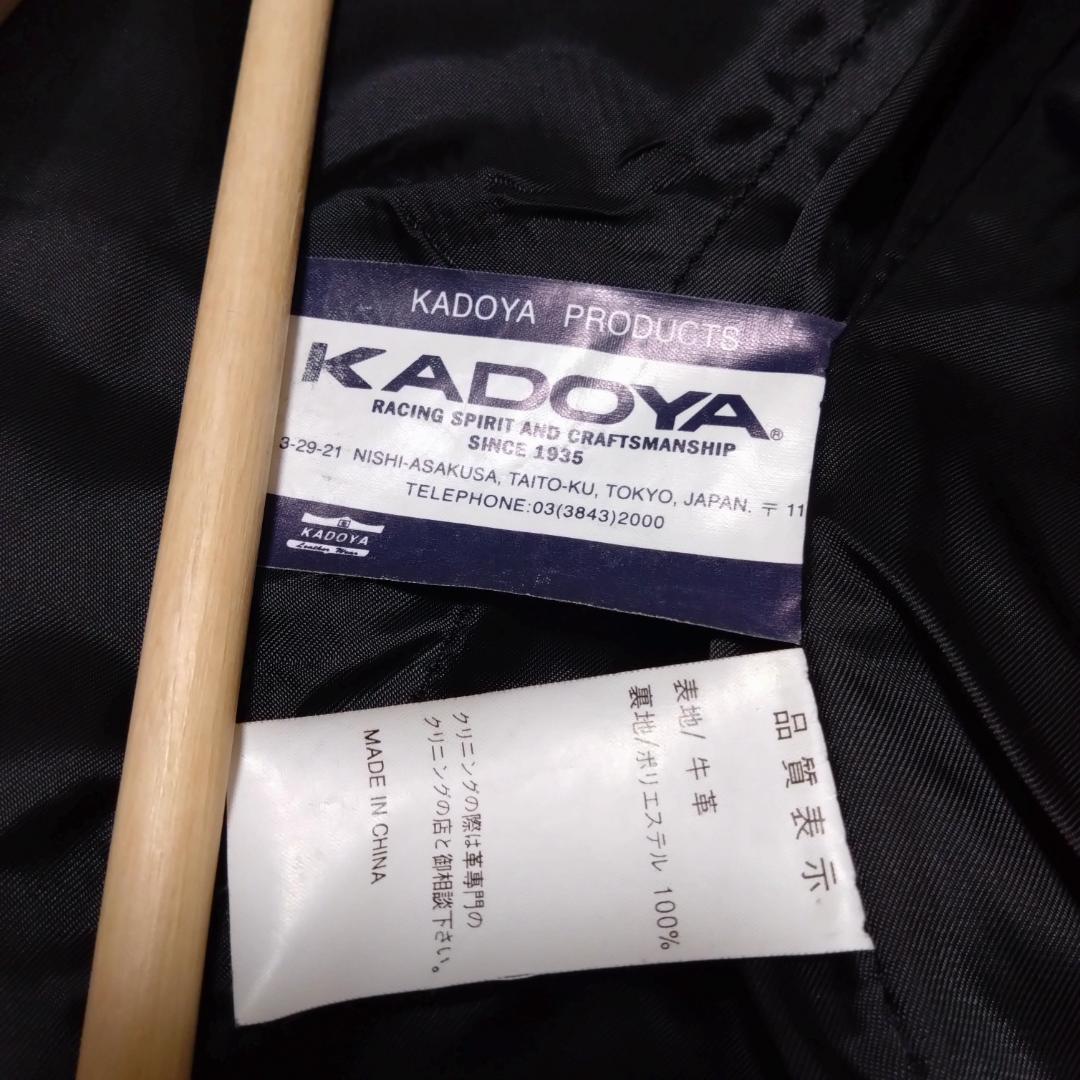 KADOYA PRODUCTS
KADOYA®
RACING SPIRIT AND CRAFTSMANSHIP
SINCE 1935
3-29-21 NISHI-ASAKUSA, TAITO-KU, TOKYO, JAPAN. 〒 11
TELEPHONE:03(3843)2000
KADOYA
Leather Wear
品質表示
表地/ 牛革
裏地/ポリエステル 100%
クリニングの際は革専門の
クリニングの店と御相談下さい。
MADE IN CHINA